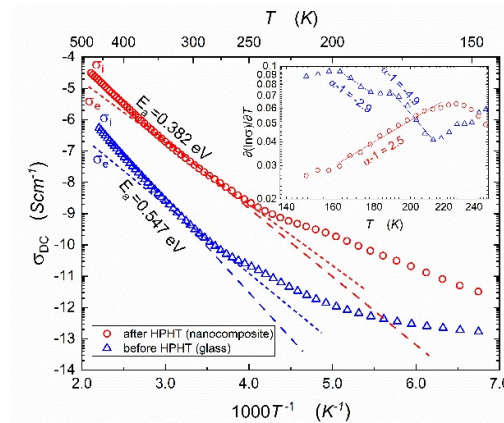 T (K)
500 400 350 300 250 200 150
-4
-5
-6
-7
-8
-9
-10
-11
-12
-13
-14
σDC (Scm⁻¹)
σi
σe
σi
σe
Ea=0.382 eV
Ea=0.547 eV
0.1
0.09
0.08
0.07
0.06
0.05
0.04
0.03
0.02
∂(lnσ)/∂T
α-1 = 4.9
α-1 = 2.9
α-1 = 2.5
140 160 180 200 220 240
T (K)
after HPHT (nanocomposite)
before HPHT (glass)
2.0 3.0 4.0 5.0 6.0 7.0
1000T⁻¹ (K⁻¹)